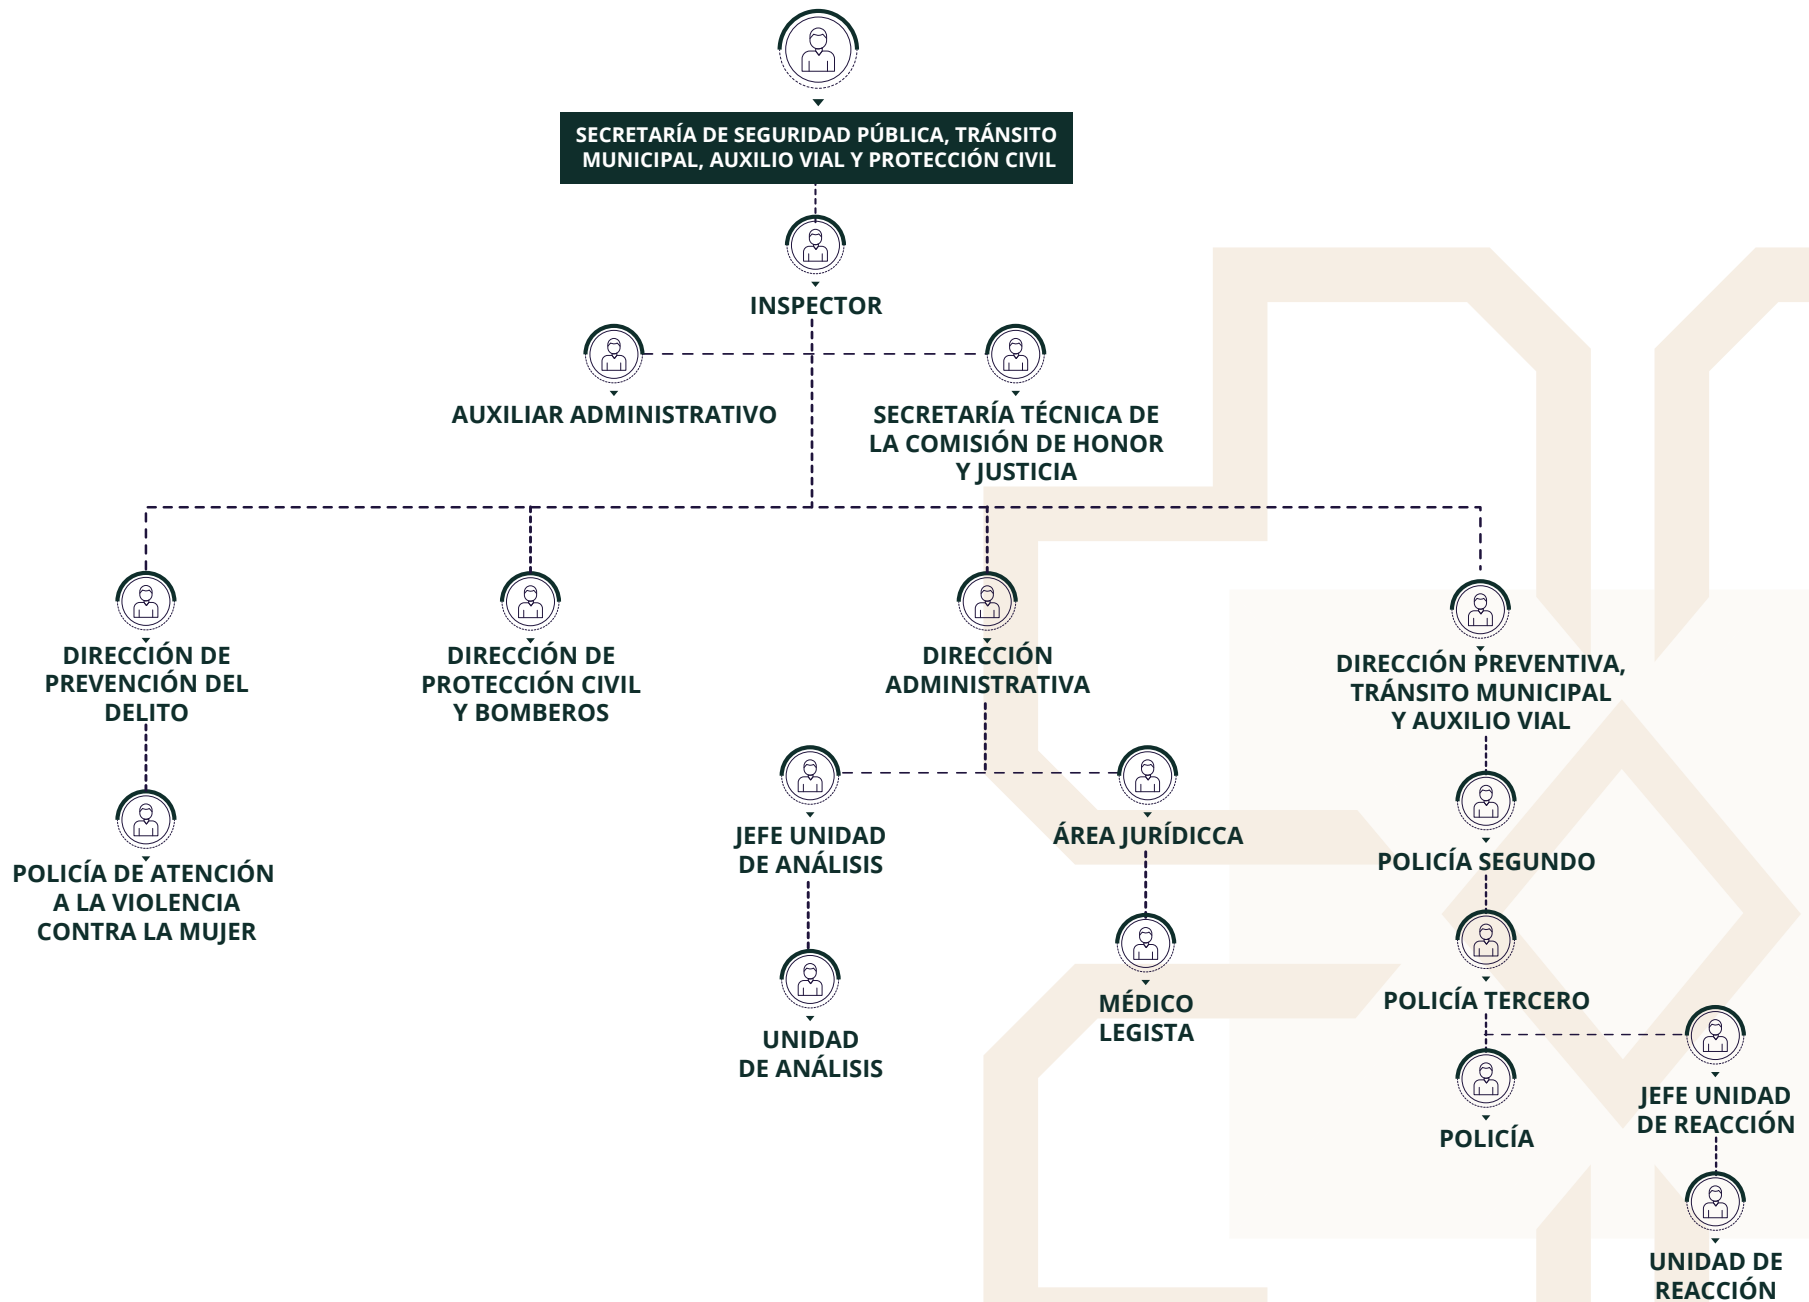 SECRETARÍA DE SEGURIDAD PÚBLICA, TRÁNSITO
MUNICIPAL, AUXILIO VIAL Y PROTECCIÓN CIVIL
INSPECTOR
AUXILIAR ADMINISTRATIVO
SECRETARÍA TÉCNICA DE
LA COMISIÓN DE HONOR
Y JUSTICIA
DIRECCIÓN DE
PREVENCIÓN DEL
DELITO
DIRECCIÓN DE
PROTECCIÓN CIVIL
Y BOMBEROS
DIRECCIÓN
ADMINISTRATIVA
DIRECCIÓN PREVENTIVA,
TRÁNSITO MUNICIPAL
Y AUXILIO VIAL
POLICÍA DE ATENCIÓN
A LA VIOLENCIA
CONTRA LA MUJER
JEFE UNIDAD
DE ANÁLISIS
ÁREA JURÍDICCA
POLICÍA SEGUNDO
UNIDAD
DE ANÁLISIS
MÉDICO
LEGISTA
POLICÍA TERCERO
POLICÍA
JEFE UNIDAD
DE REACCIÓN
UNIDAD DE
REACCIÓN